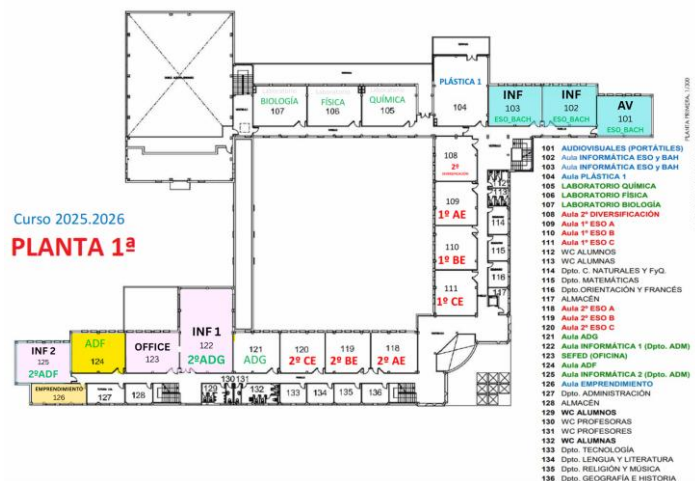 Curso 2025.2026
PLANTA 1ª
PLANTA PRIMERA, 1/300
BIOLOGÍA
107
FÍSICA
106
QUÍMICA
105
PLÁSTICA 1
104
INF
103
ESO_BACH
INF
102
ESO_BACH
AV
101
ESO_BACH
108
2º
109
1º AE
110
1º BE
111
1º CE
112
113
114
115
116
117
INF 2
125
2ºADF
ADF
124
OFFICE
123
INF 1
122
2ºADG
121
ADG
120
2º CE
119
2º BE
118
2º AE
EMPRENDIMIENTO
126
127
128
129
130
131
132
133
134
135
136
101 AUDIOVISUALES (PORTÁTILES)
102 Aula INFORMÁTICA ESO y BAH
103 Aula INFORMÁTICA ESO y BAH
104 Aula PLÁSTICA 1
105 LABORATORIO QUÍMICA
106 LABORATORIO FÍSICA
107 LABORATORIO BIOLOGÍA
108 Aula 2º DIVERSIFICACIÓN
109 Aula 1º ESO A
110 Aula 1º ESO B
111 Aula 1º ESO C
112 WC ALUMNOS
113 WC ALUMNAS
114 Dpto. C. NATURALES Y FyQ.
115 Dpto. MATEMÁTICAS
116 Dpto.ORIENTACIÓN Y FRANCÉS
117 ALMACÉN
118 Aula 2º ESO A
119 Aula 2º ESO B
120 Aula 2º ESO C
121 Aula ADG
122 Aula INFORMÁTICA 1 (Dpto. ADM)
123 SEFED (OFICINA)
124 Aula ADF
125 Aula INFORMÁTICA 2 (Dpto. ADM)
126 Aula EMPRENDIMIENTO
127 Dpto. ADMINISTRACIÓN
128 ALMACÉN
129 WC ALUMNOS
130 WC PROFESORAS
131 WC PROFESORES
132 WC ALUMNAS
133 Dpto. TECNOLOGÍA
134 Dpto. LENGUA Y LITERATURA
135 Dpto. RELIGIÓN Y MÚSICA
136 Dpto. GEOGRAFÍA E HISTORIA